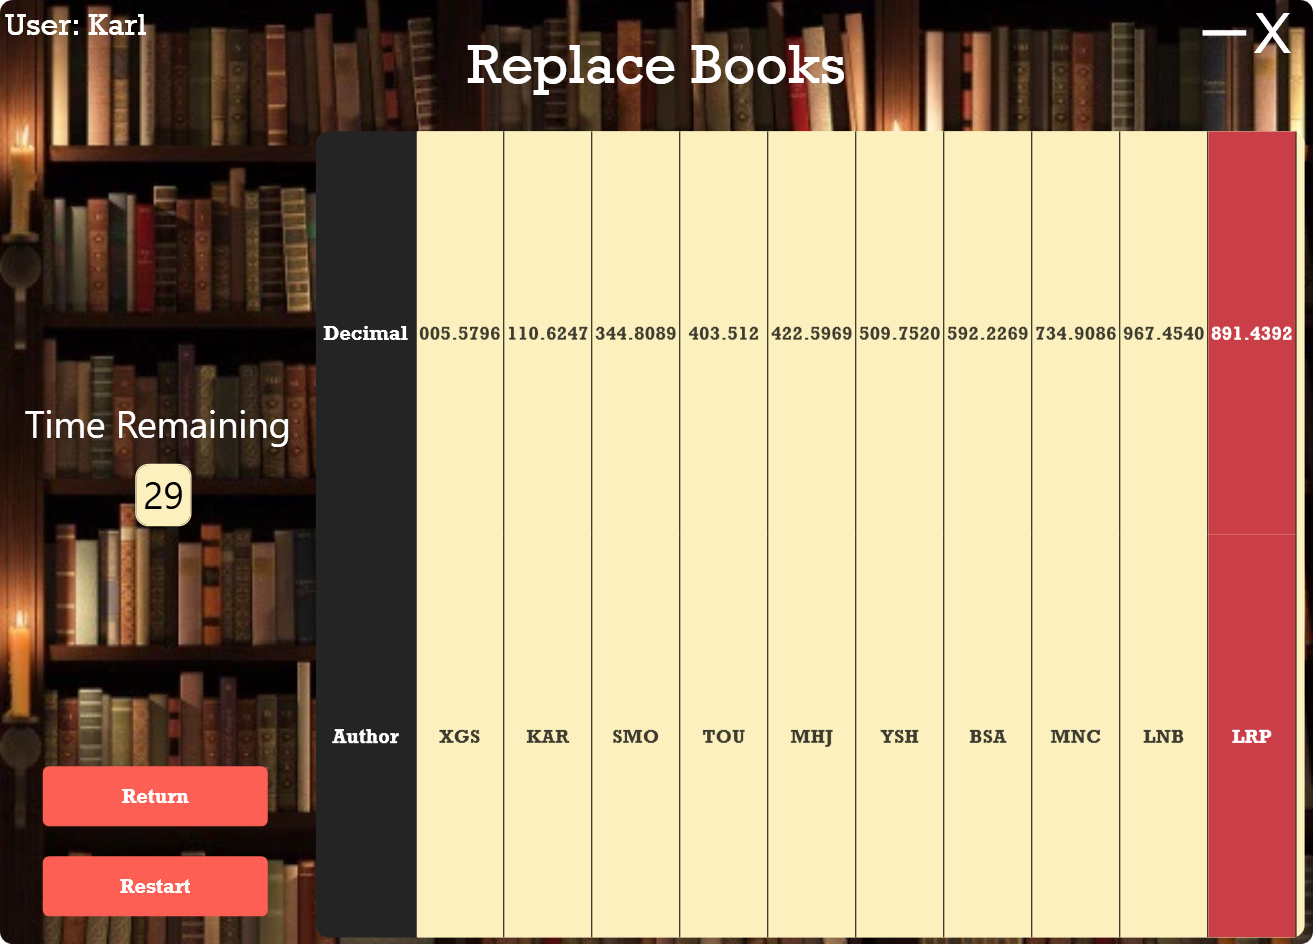 User: Karl
— X
Replace Books
Decimal 005.5796 110.6247 344.8089 403.512 422.5969 509.7520 592.2269 734.9086 967.4540 891.4392
Time Remaining
29
Author XGS KAR SMO TOU MHJ YSH BSA MNC LNB LRP
Return
Restart